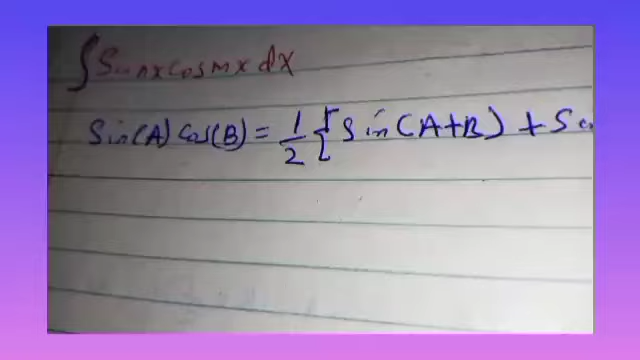 ∫Sin nx cos mx dx
Sin(A) Cos(B) = 1/2 { Sin(A+B) + S